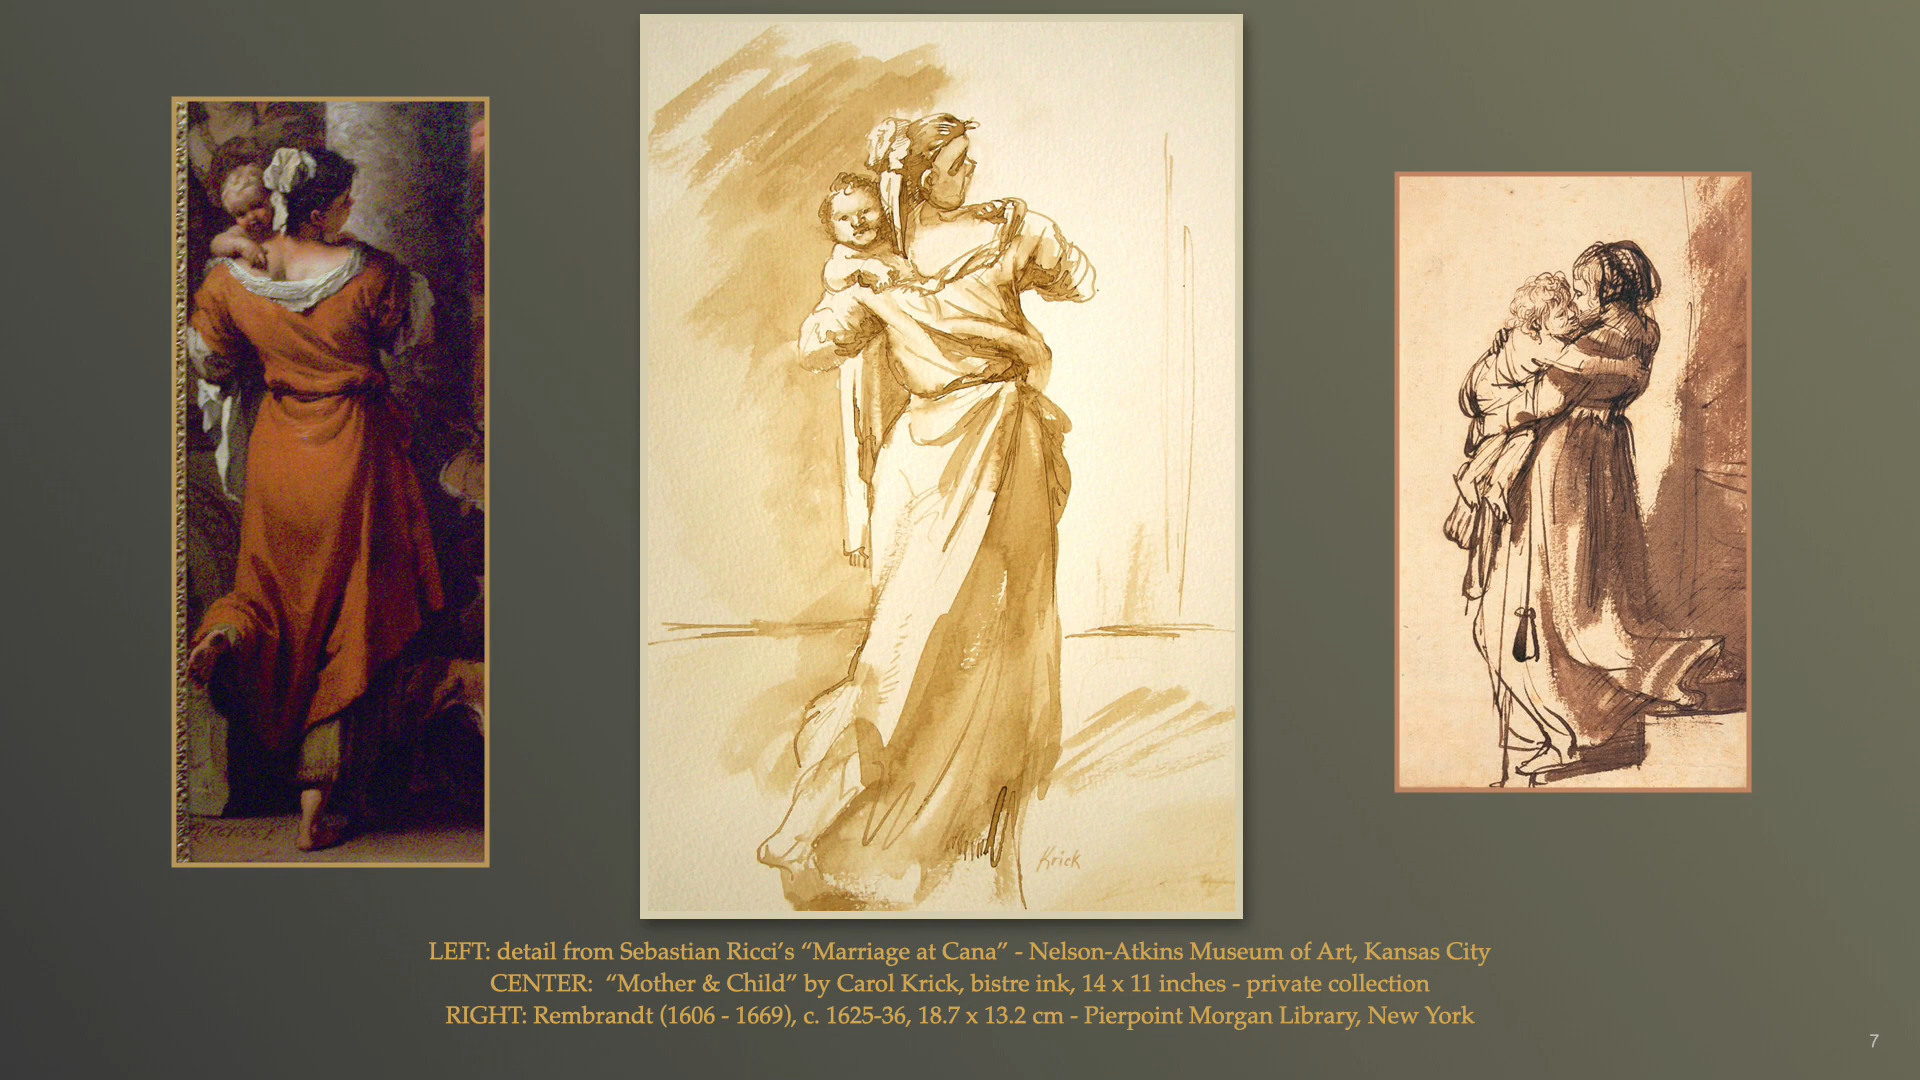 Krick
LEFT: detail from Sebastian Ricci’s “Marriage at Cana” - Nelson-Atkins Museum of Art, Kansas City
CENTER:  “Mother & Child” by Carol Krick, bistre ink, 14 x 11 inches - private collection
RIGHT: Rembrandt (1606 - 1669), c. 1625-36, 18.7 x 13.2 cm - Pierpoint Morgan Library, New York
7